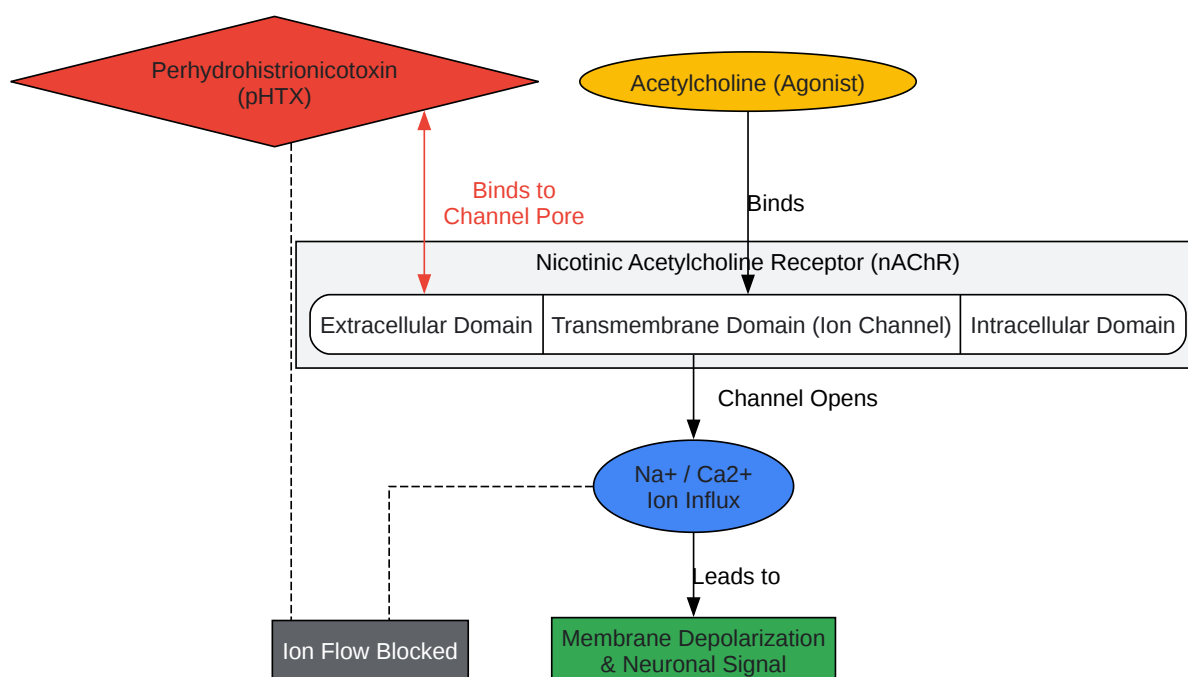 Perhydrohistrionicotoxin
(pHTX)
Acetylcholine (Agonist)
Binds to
Channel Pore
Binds
Nicotinic Acetylcholine Receptor (nAChR)
Extracellular Domain
Transmembrane Domain (Ion Channel)
Intracellular Domain
Channel Opens
Na+ / Ca2+
Ion Influx
Leads to
Ion Flow Blocked
Membrane Depolarization
& Neuronal Signal